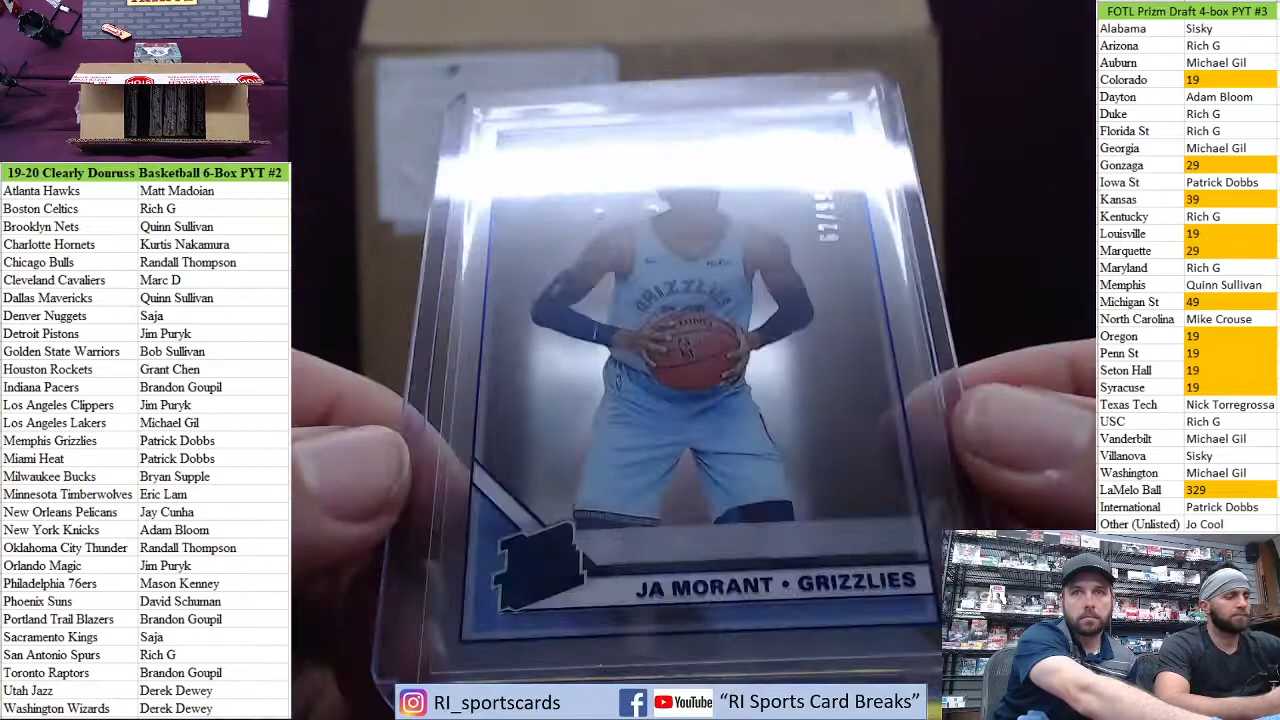 19-20 Clearly Donruss Basketball 6-Box PYT #2
Atlanta Hawks Matt Madoian
Boston Celtics Rich G
Brooklyn Nets Quinn Sullivan
Charlotte Hornets Kurtis Nakamura
Chicago Bulls Randall Thompson
Cleveland Cavaliers Marc D
Dallas Mavericks Quinn Sullivan
Denver Nuggets Saja
Detroit Pistons Jim Puryk
Golden State Warriors Bob Sullivan
Houston Rockets Grant Chen
Indiana Pacers Brandon Goupil
Los Angeles Clippers Jim Puryk
Los Angeles Lakers Michael Gil
Memphis Grizzlies Patrick Dobbs
Miami Heat Patrick Dobbs
Milwaukee Bucks Bryan Supple
Minnesota Timberwolves Eric Lam
New Orleans Pelicans Jay Cunha
New York Knicks Adam Bloom
Oklahoma City Thunder Randall Thompson
Orlando Magic Jim Puryk
Philadelphia 76ers Mason Kenney
Phoenix Suns David Schuman
Portland Trail Blazers Brandon Goupil
Sacramento Kings Saja
San Antonio Spurs Rich G
Toronto Raptors Brandon Goupil
Utah Jazz Derek Dewey
Washington Wizards Derek Dewey
GRIZZLIES
JA MORANT • GRIZZLIES
RI_sportscards YouTube “RI Sports Card Breaks”
FOTL Prizm Draft 4-box PYT #3
Alabama Sisky
Arizona Rich G
Auburn Michael Gil
Colorado 19
Dayton Adam Bloom
Duke Rich G
Florida St Rich G
Georgia Michael Gil
Gonzaga 29
Iowa St Patrick Dobbs
Kansas 39
Kentucky Rich G
Louisville 19
Marquette 29
Maryland Rich G
Memphis Quinn Sullivan
Michigan St 49
North Carolina Mike Crouse
Oregon 19
Penn St 19
Seton Hall 19
Syracuse 19
Texas Tech Nick Torregrossa
USC Rich G
Vanderbilt Michael Gil
Villanova Sisky
Washington Michael Gil
LaMelo Ball 329
International Patrick Dobbs
Other (Unlisted) Jo Cool